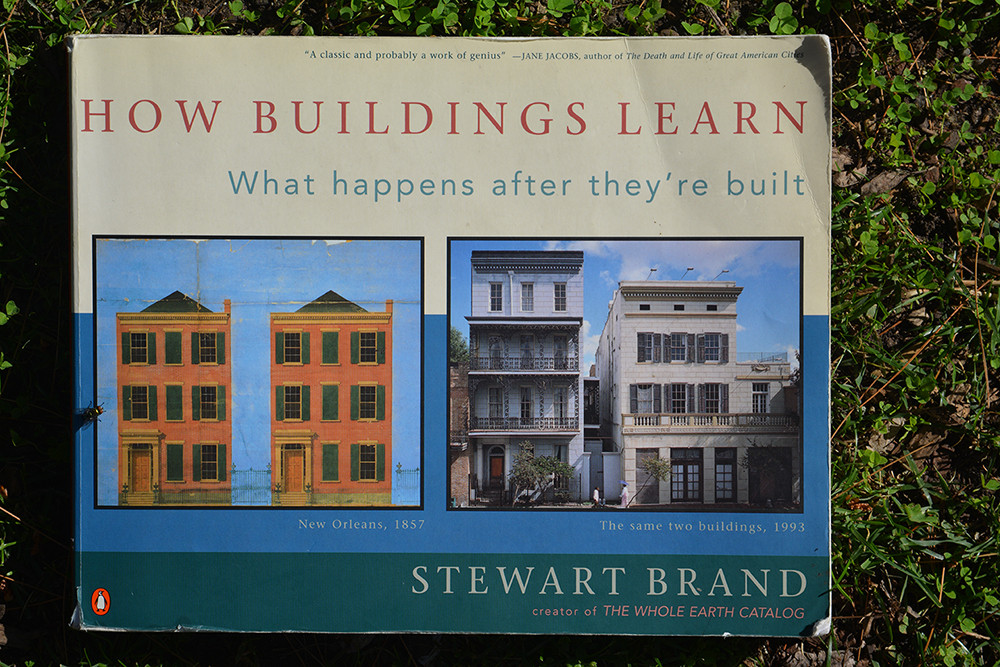 "A classic and probably a work of genius" —JANE JACOBS, author of The Death and Life of Great American Cities
HOW BUILDINGS LEARN
What happens after they're built
New Orleans, 1857
The same two buildings, 1993
STEWART BRAND
creator of THE WHOLE EARTH CATALOG